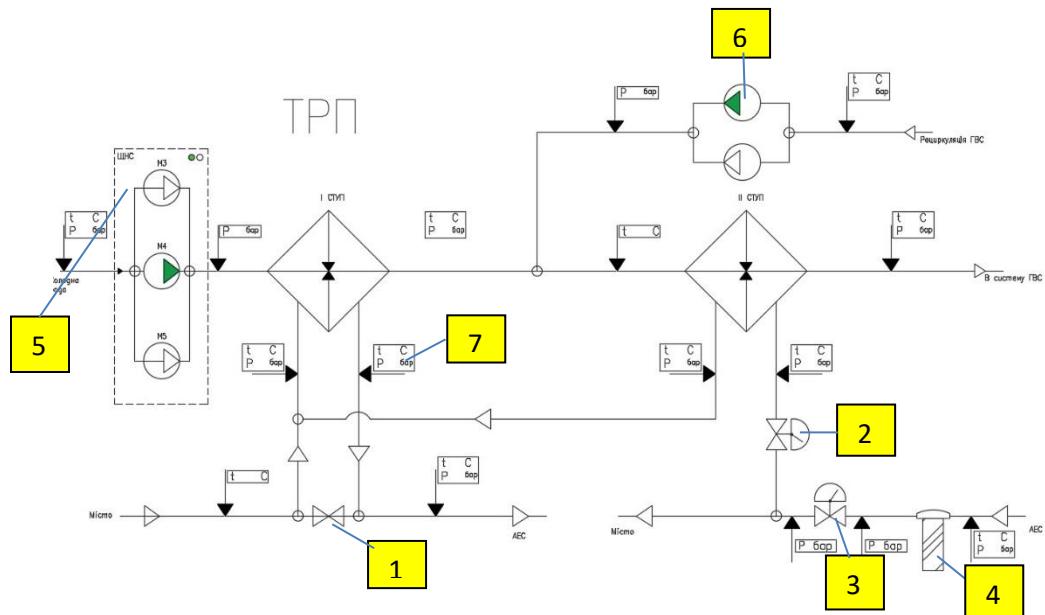 6
t C
P бар
P бар
ТРП
Рециркуляція ГВС
ЩНС
М3
І СТУП
ІІ СТУП
t C
P бар
P бар
t C
P бар
t C
t C
P бар
М4
В систему ГВС
5
М5
t C
P бар
t C
P бар
7
t C
P бар
t C
P бар
2
t C
t C
P бар
Місто
АЕС
Місто
АЕС
1
P бар
3
P бар
t C
P бар
4